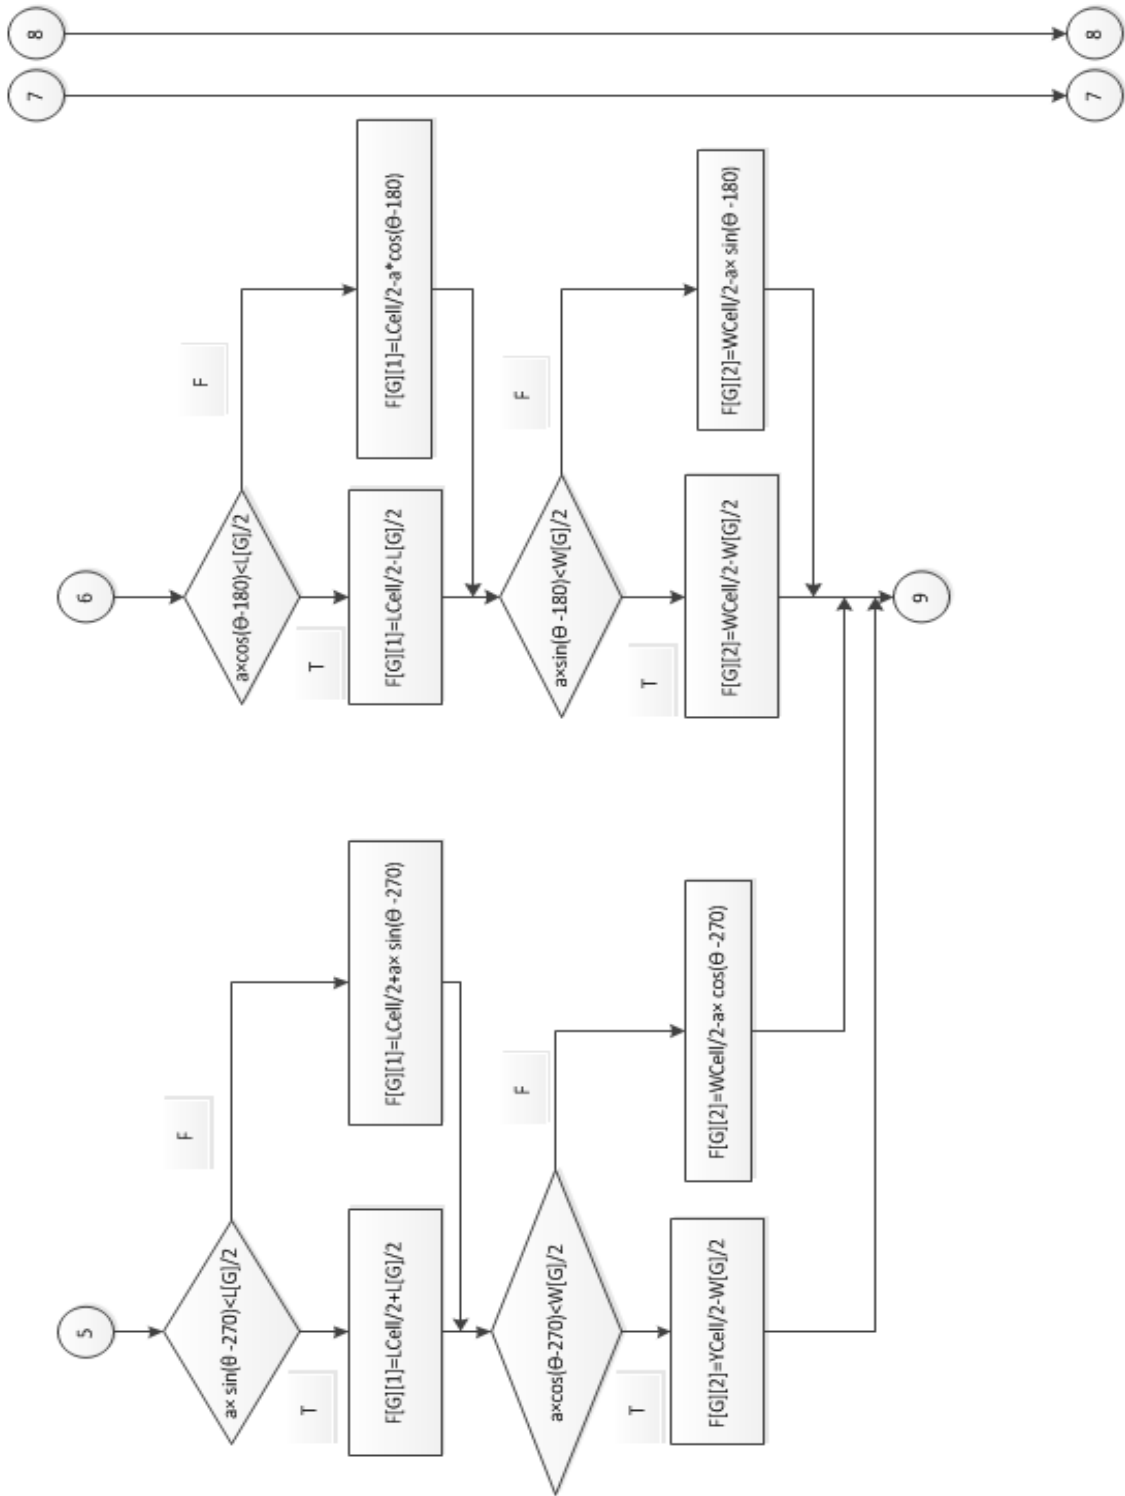 5
a× sin(θ -270)<L[G]/2
F
T
F[G][1]=LCell/2+L[G]/2
F[G][1]=LCell/2+a× sin(θ -270)
a×cos(θ-270)<W[G]/2
F
T
F[G][2]=YCell/2-W[G]/2
F[G][2]=WCell/2-a× cos(θ -270)
6
a×cos(θ-180)<L[G]/2
F
T
F[G][1]=LCell/2-L[G]/2
F[G][1]=LCell/2-a*cos(θ-180)
a×sin(θ -180)<W[G]/2
F
T
F[G][2]=WCell/2-W[G]/2
F[G][2]=WCell/2-a× sin(θ -180)
9
7
7
8
8